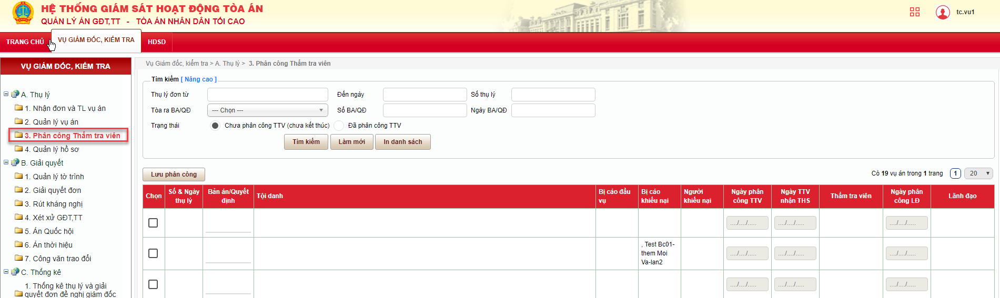 HỆ THỐNG GIÁM SÁT HOẠT ĐỘNG TÒA ÁN
QUẢN LÝ ÁN GĐT,TT - TÒA ÁN NHÂN DÂN TỐI CAO
tc.vu1
TRANG CHỦ
VỤ GIÁM ĐỐC, KIỂM TRA
HDSD
VỤ GIÁM ĐỐC, KIỂM TRA
A. Thụ lý
1. Nhận đơn và TL vụ án
2. Quản lý vụ án
3. Phân công Thẩm tra viên
4. Quản lý hồ sơ
B. Giải quyết
1. Quản lý tờ trình
2. Giải quyết đơn
3. Rút kháng nghị
4. Xét xử GĐT,TT
5. Án Quốc hội
6. Án thời hiệu
7. Công văn trao đổi
C. Thống kê
1. Thống kê thụ lý và giải
quyết đơn đề nghị giám đốc
Vụ Giám đốc, kiểm tra > A. Thụ lý > 3. Phân công Thẩm tra viên
Tìm kiếm [ Nâng cao ]
Thụ lý đơn từ
Đến ngày
Số thụ lý
Tòa ra BA/QĐ
--- Chọn ---
Số BA/QĐ
Ngày BA/QĐ
Trạng thái
Chưa phân công TTV (chưa kết thúc)
Đã phân công TTV
Tìm kiếm
Làm mới
In danh sách
Lưu phân công
Có 19 vụ án trong 1 trang
1
20
Chọn
Số & Ngày
thụ lý
Bản án/Quyết
định
Tội danh
Bị cáo đầu
vụ
Bị cáo
khiếu nại
Người
khiếu nại
Ngày phân
công TTV
Ngày TTV
nhận THS
Thẩm tra viên
Ngày phân
công LĐ
Lãnh đạo
..../..../.....
..../..../.....
..../..../.....
, Test Bc01-
them Moi
Va-lan2
..../..../.....
..../..../.....
..../..../.....
..../..../.....
..../..../.....
..../..../.....